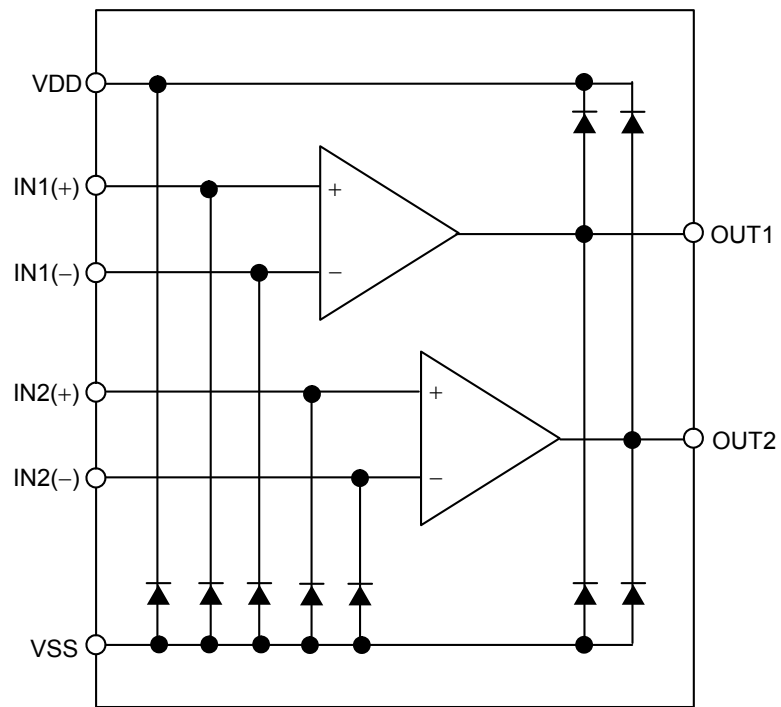 VDD
IN1(+)
+
OUT1
IN1(−)
−
IN2(+)
+
OUT2
IN2(−)
−
VSS